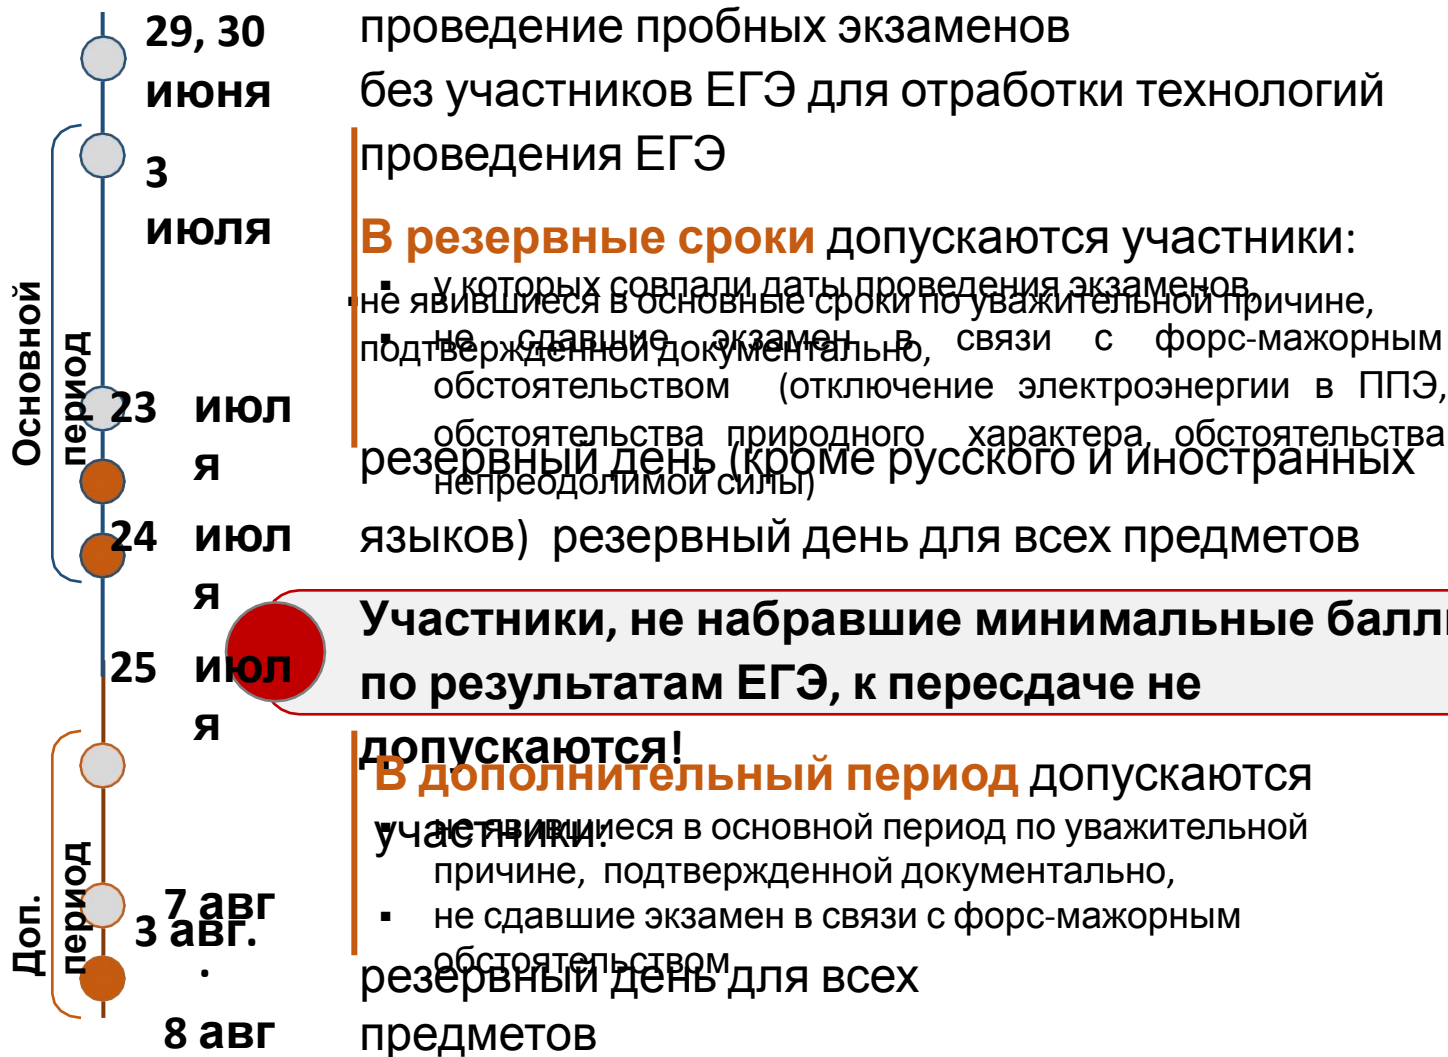 29, 30
июня
проведение пробных экзаменов
без участников ЕГЭ для отработки технологий
проведения ЕГЭ
Основной
период
3
июля
В резервные сроки допускаются участники:
▪ у которых совпали даты проведения экзаменов,
▪не явившиеся в основные сроки по уважительной причине,
подтвержденной документально,
▪ не сдавшие экзамен в связи с форс-мажорным
обстоятельством (отключение электроэнергии в ППЭ,
обстоятельства природного характера, обстоятельства
непреодолимой силы)
23 июл
я
резервный день (кроме русского и иностранных
24 июл
я
языков) резервный день для всех предметов
25 июл
я
Участники, не набравшие минимальные балл
по результатам ЕГЭ, к пересдаче не
допускаются!
Доп.
период
В дополнительный период допускаются
участники:
▪ не явившиеся в основной период по уважительной
причине, подтвержденной документально,
▪ не сдавшие экзамен в связи с форс-мажорным
обстоятельством
7 авг
.
3 авг.
резервный день для всех
8 авг
предметов